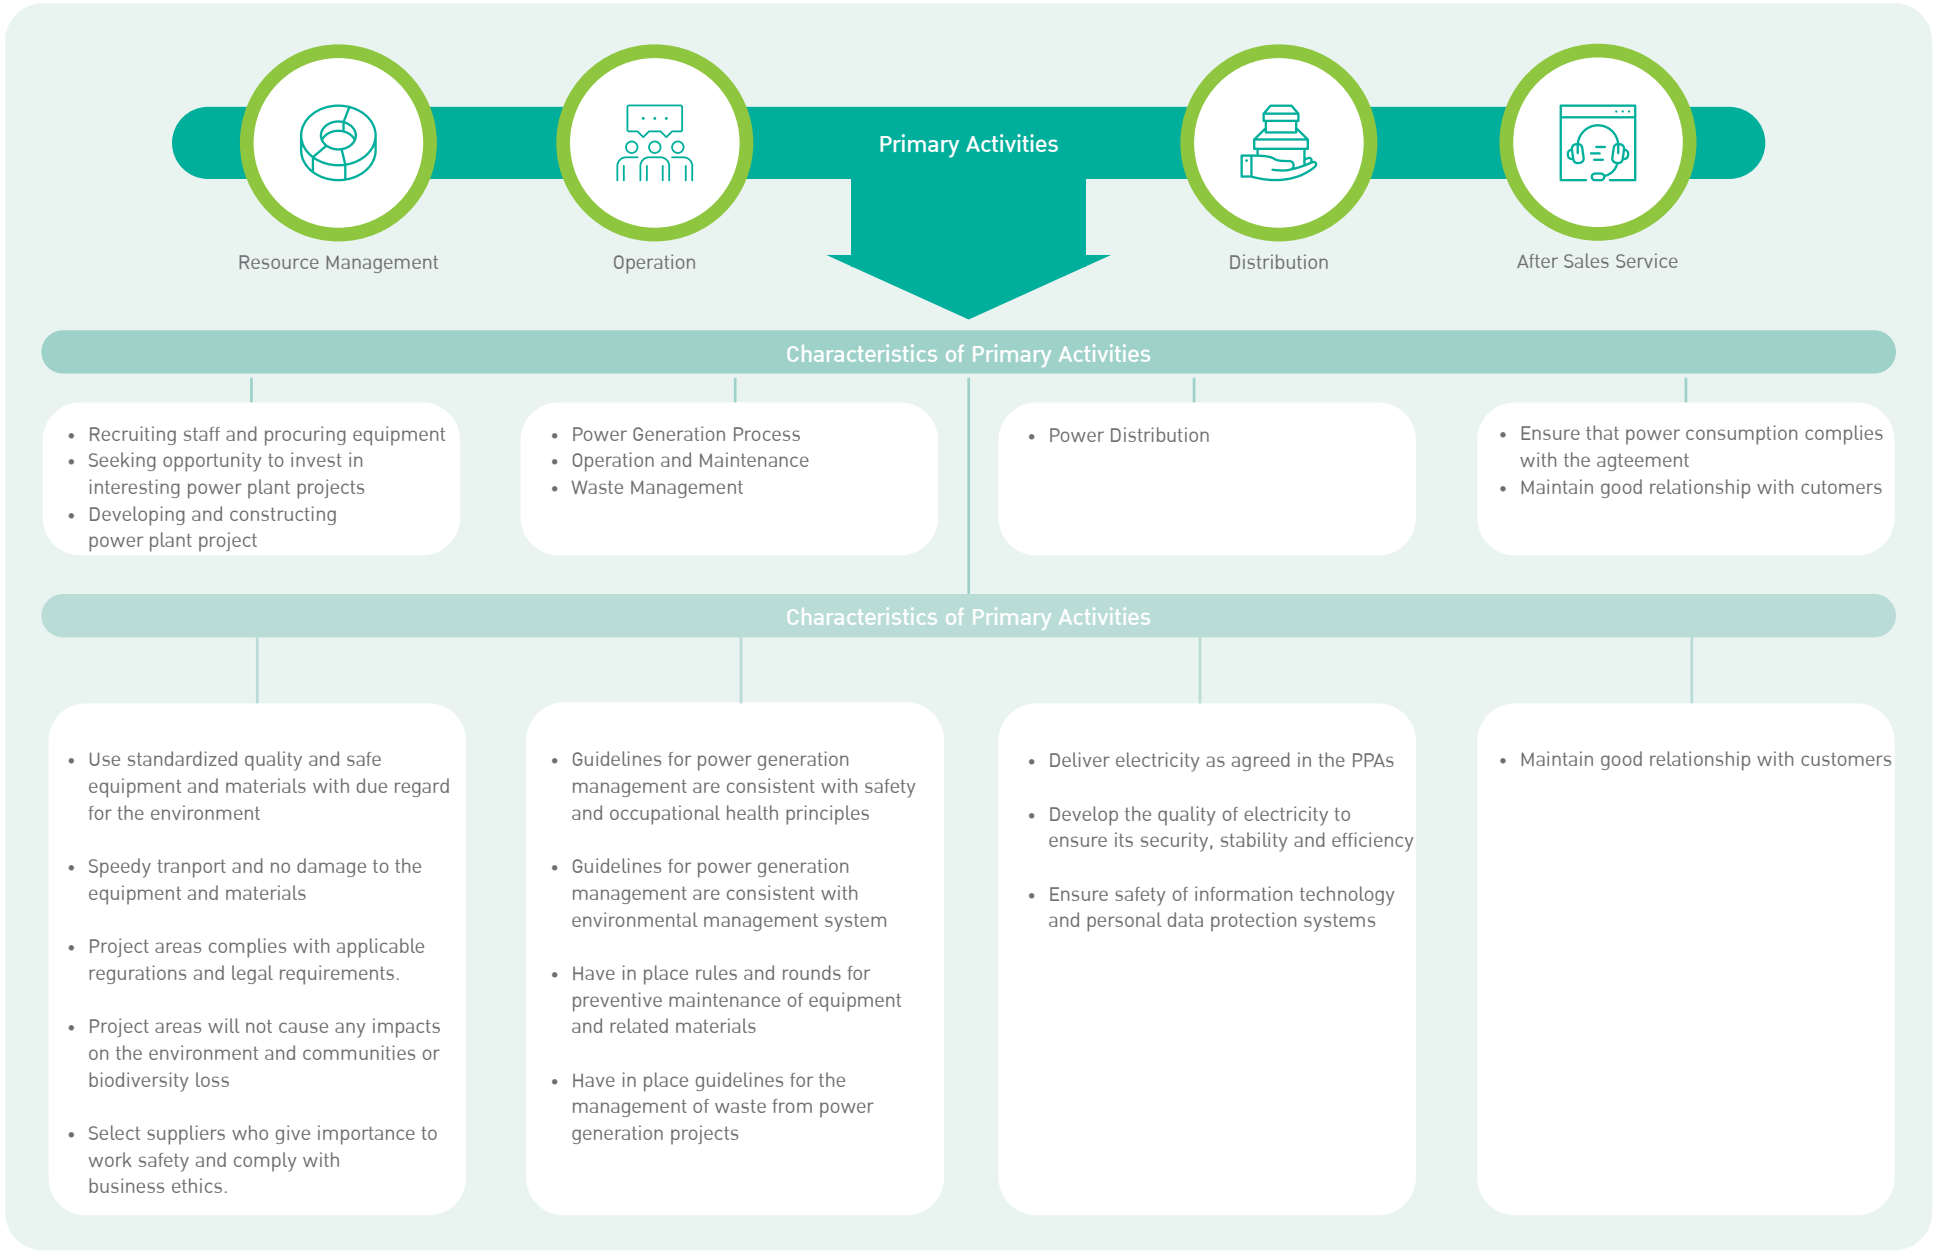 Primary Activities
Resource Management
Operation
Distribution
After Sales Service
Characteristics of Primary Activities
• Recruiting staff and procuring equipment
• Seeking opportunity to invest in
interesting power plant projects
• Developing and constructing
power plant project
• Power Generation Process
• Operation and Maintenance
• Waste Management
• Power Distribution
• Ensure that power consumption complies
with the agteement
• Maintain good relationship with cutomers
Characteristics of Primary Activities
• Use standardized quality and safe
equipment and materials with due regard
for the environment
• Speedy tranport and no damage to the
equipment and materials
• Project areas complies with applicable
regurations and legal requirements.
• Project areas will not cause any impacts
on the environment and communities or
biodiversity loss
• Select suppliers who give importance to
work safety and comply with
business ethics.
• Guidelines for power generation
management are consistent with safety
and occupational health principles
• Guidelines for power generation
management are consistent with
environmental management system
• Have in place rules and rounds for
preventive maintenance of equipment
and related materials
• Have in place guidelines for the
management of waste from power
generation projects
• Deliver electricity as agreed in the PPAs
• Develop the quality of electricity to
ensure its security, stability and efficiency
• Ensure safety of information technology
and personal data protection systems
• Maintain good relationship with customers